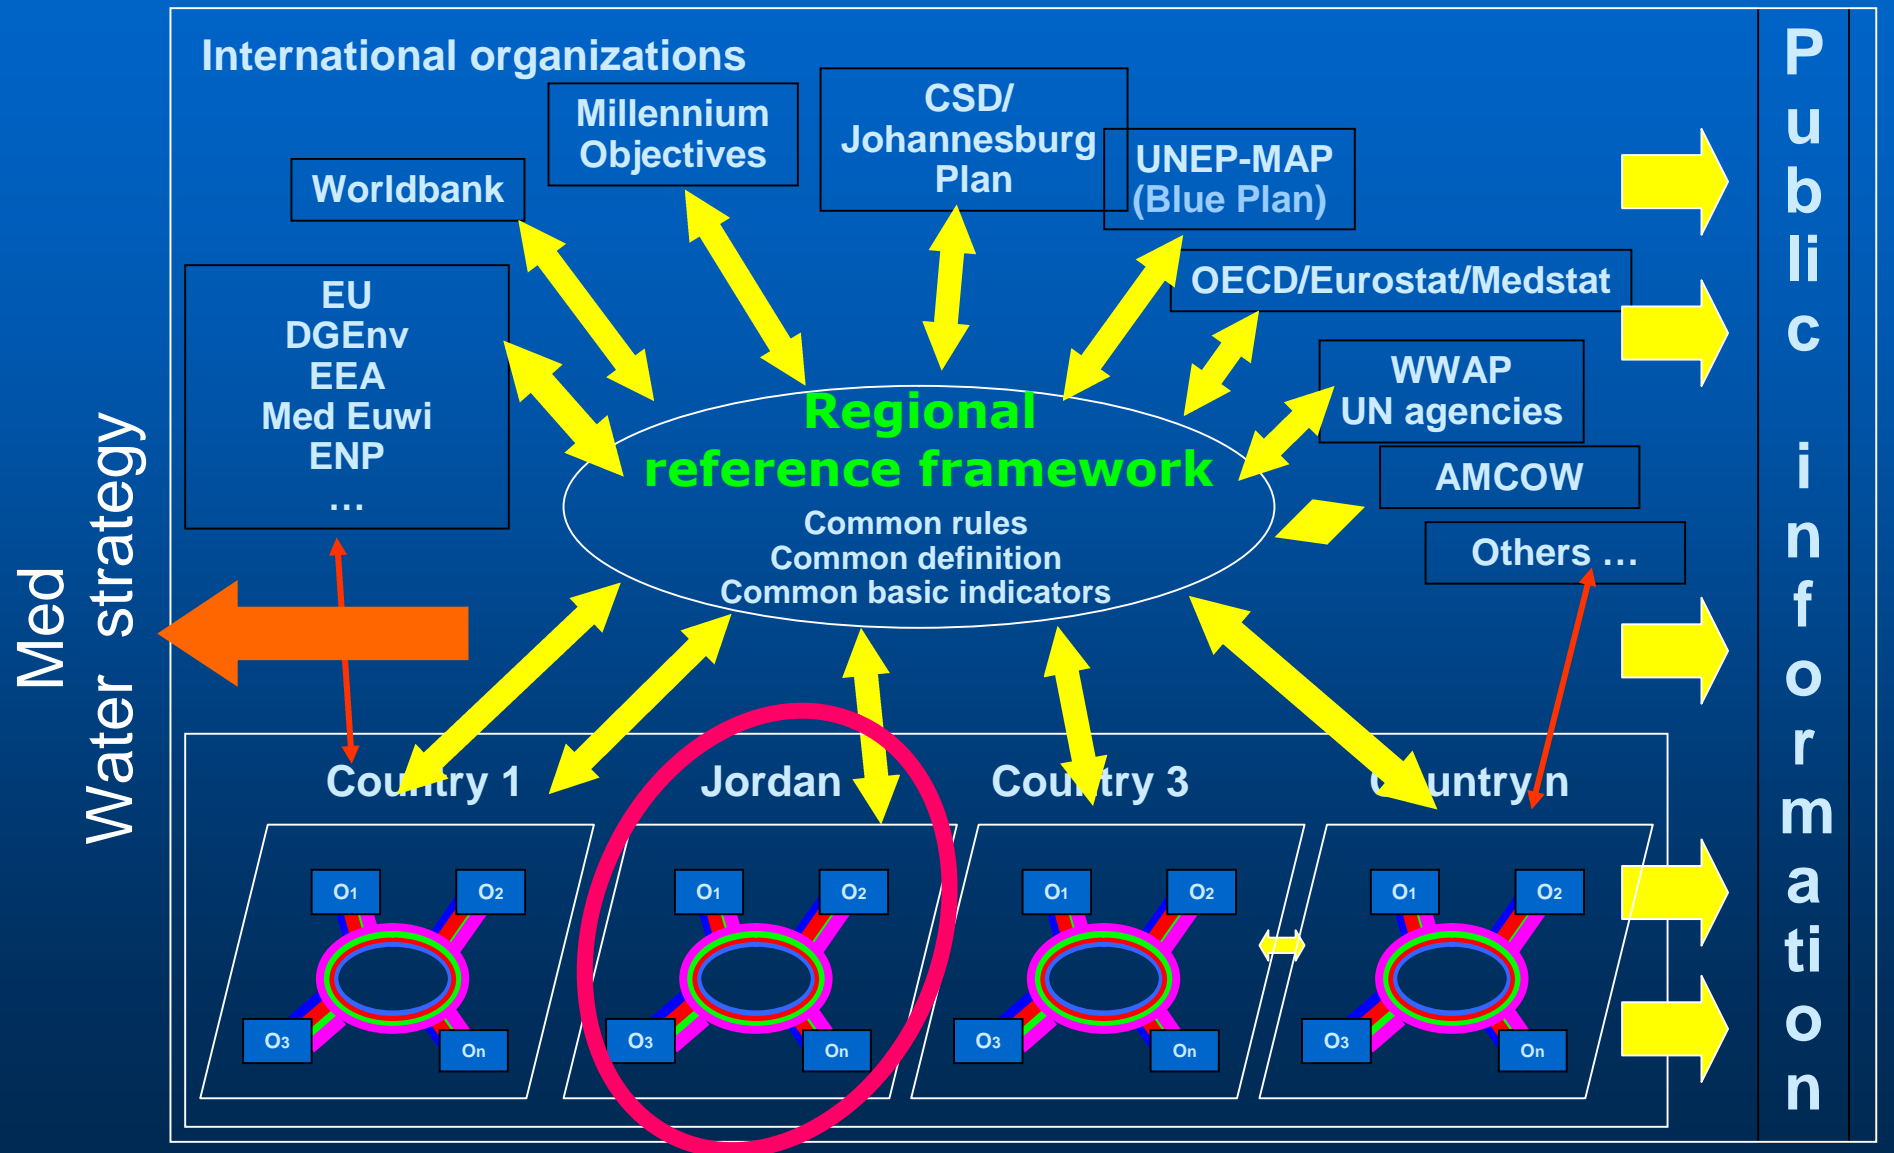 International organizations
Millennium
Objectives
CSD/
Johannesburg
Plan
UNEP-MAP
(Blue Plan)
Worldbank
OECD/Eurostat/Medstat
EU
DGEnv
EEA
Med Euwi
ENP
…
WWAP
UN agencies
AMCOW
Others …
Regional
reference framework
Common rules
Common definition
Common basic indicators
Med
Water strategy
Country 1
Jordan
Country 3
Country n
O1
O2
O3
On
O1
O2
O3
On
O1
O2
O3
On
O1
O2
O3
On
Public information